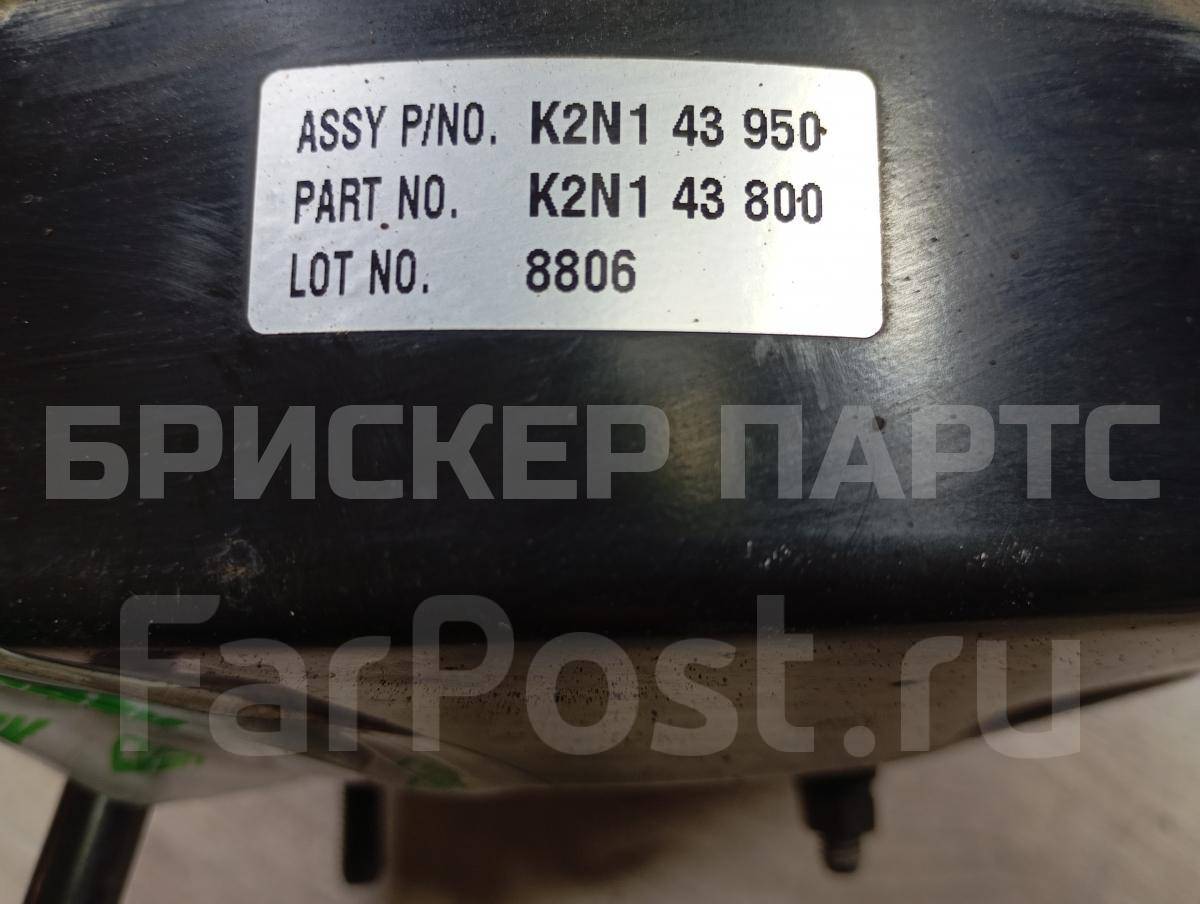 ASSY P/NO. K2N1 43 950
PART NO. K2N1 43 800
LOT NO. 8806
БРИСКЕР ПАРТС
FarPost.ru